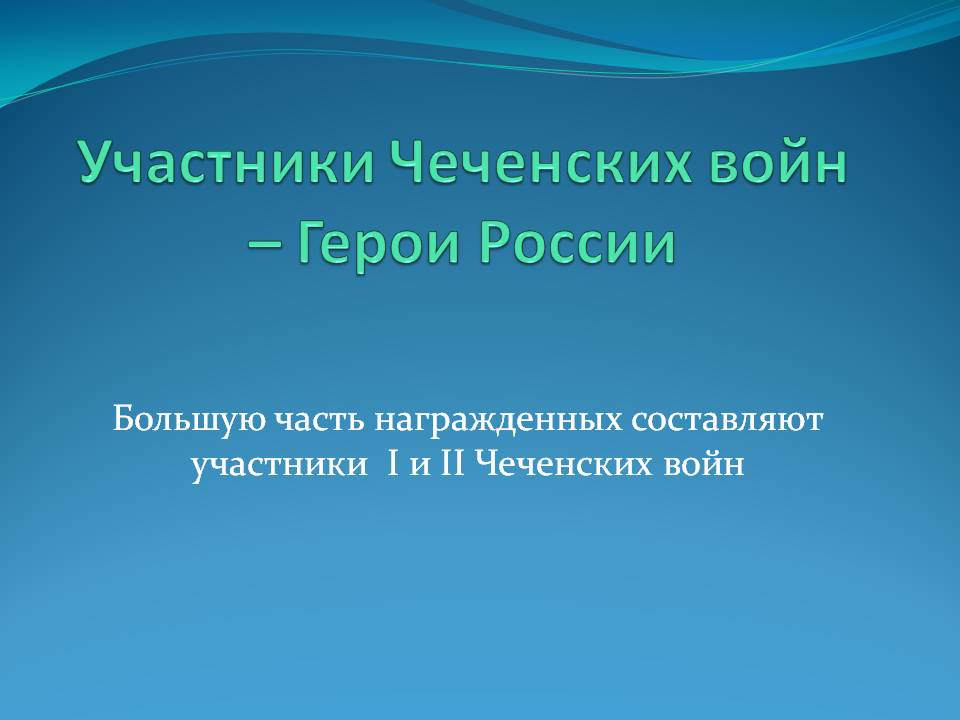 Участники Чеченских войн
– Герои России
Большую часть награжденных составляют
участники I и II Чеченских войн